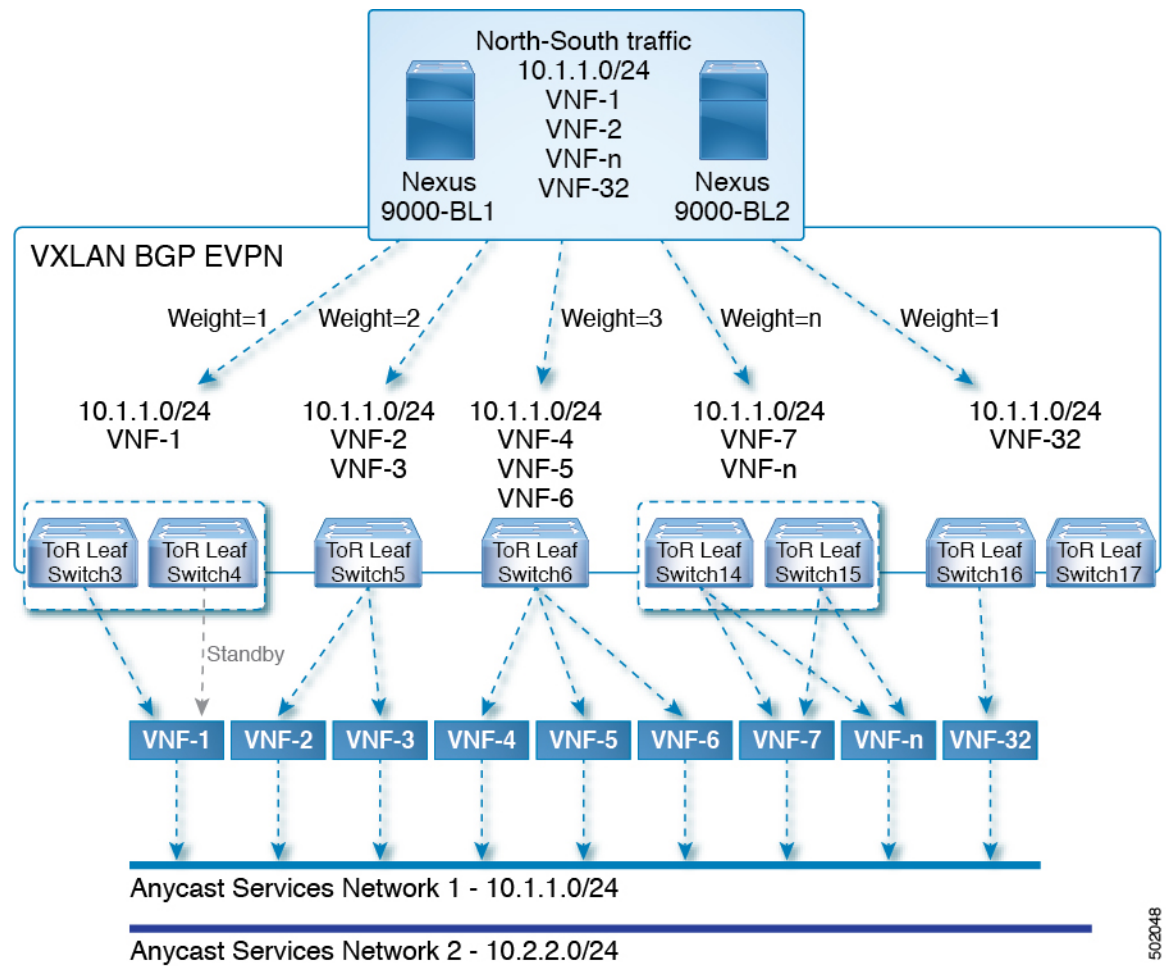 North-South traffic
10.1.1.0/24
VNF-1
VNF-2
VNF-n
VNF-32
Nexus
9000-BL1
Nexus
9000-BL2
VXLAN BGP EVPN
Weight=1
Weight=2
Weight=3
Weight=n
Weight=1
10.1.1.0/24
VNF-1
10.1.1.0/24
VNF-2
VNF-3
10.1.1.0/24
VNF-4
VNF-5
VNF-6
10.1.1.0/24
VNF-7
VNF-n
10.1.1.0/24
VNF-32
ToR Leaf
Switch3
ToR Leaf
Switch4
ToR Leaf
Switch5
ToR Leaf
Switch6
ToR Leaf
Switch14
ToR Leaf
Switch15
ToR Leaf
Switch16
ToR Leaf
Switch17
Standby
VNF-1
VNF-2
VNF-3
VNF-4
VNF-5
VNF-6
VNF-7
VNF-n
VNF-32
Anycast Services Network 1 - 10.1.1.0/24
Anycast Services Network 2 - 10.2.2.0/24
502048